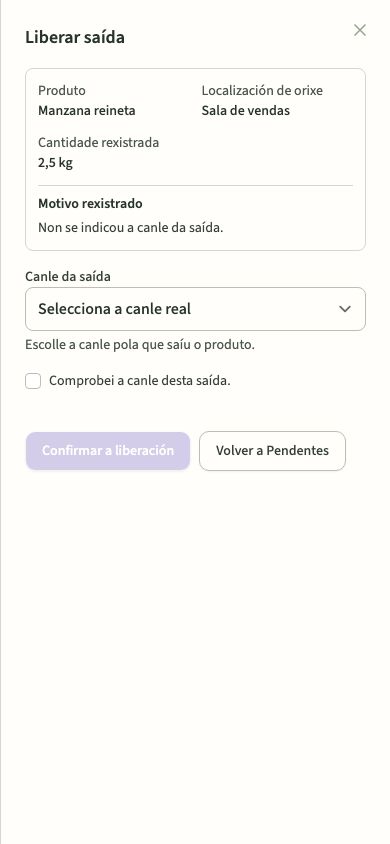 Liberar saída
Produto
Manzana reineta
Localización de orixe
Sala de vendas
Cantidade rexistrada
2,5 kg
Motivo rexistrado
Non se indicou a canle da saída.
Canle da saída
Selecciona a canle real
Escolle a canle pola que saíu o produto.
Comprobei a canle desta saída.
Confirmar a liberación
Volver a Pendentes